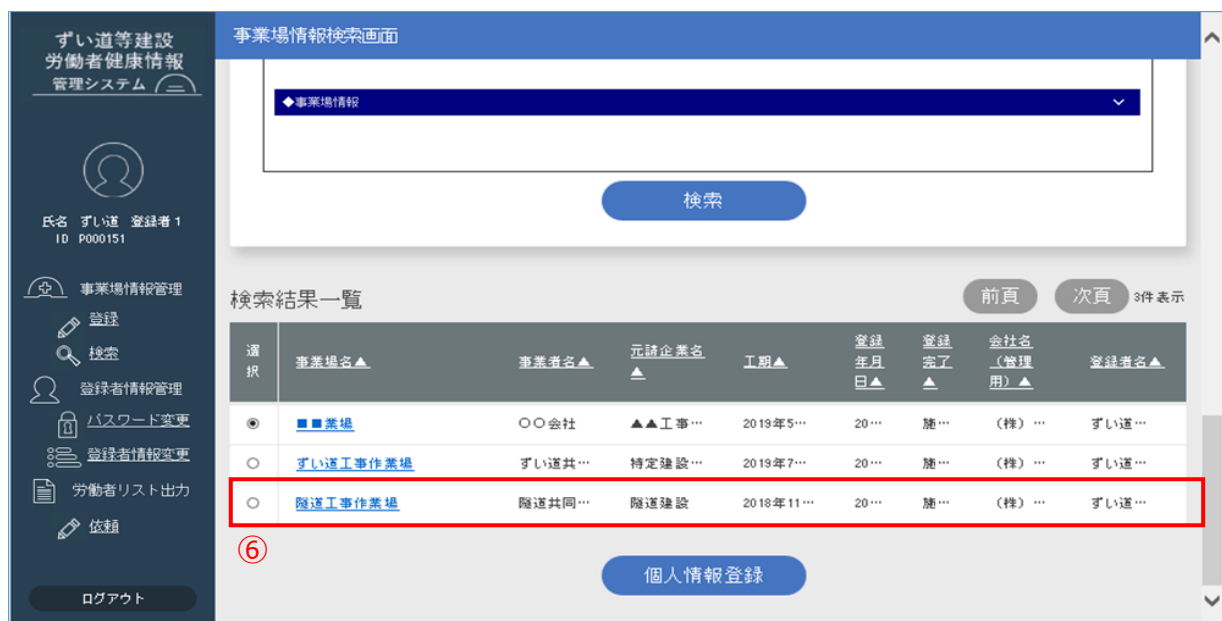 ずい道等建設
労働者健康情報
管理システム
氏名 ずい道 登録者1
ID P000151
事業場情報管理
登録
検索
登録者情報管理
パスワード変更
登録者情報変更
労働者リスト出力
依頼
ログアウト
事業場情報検索画面
◆事業場情報
検索
検索結果一覧
前頁 次頁 3件表示
選択 事業場名▲ 事業者名▲ 元請企業名▲ 工期▲ 登録年月日▲ 登録完了▲ 会社名（管理用）▲ 登録者名▲
■■業場 〇〇会社 ▲▲工事… 2019年5… 20… 施… （株）… ずい道…
ずい道工事作業場 ずい道共… 特定建設… 2019年7… 20… 施… （株）… ずい道…
隧道工事作業場 隧道共同… 隧道建設 2018年11… 20… 施… （株）… ずい道…
⑥
個人情報登録